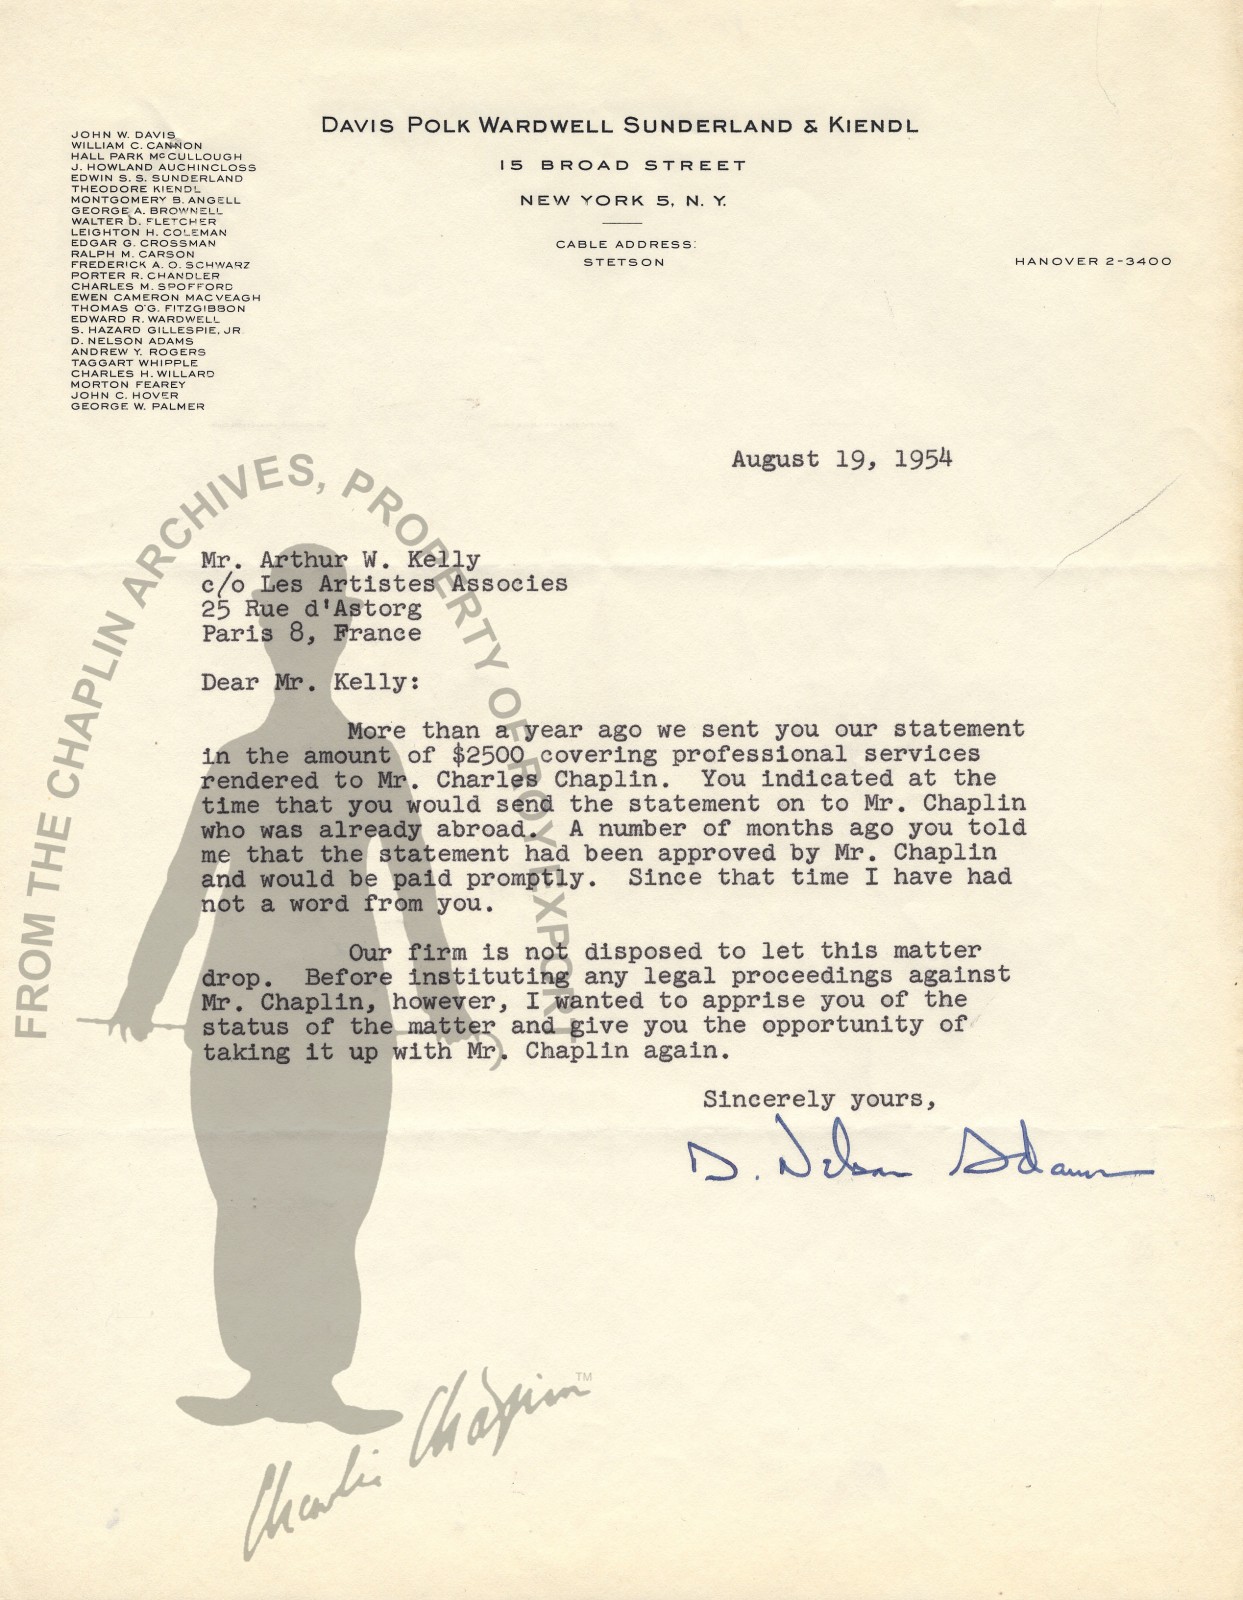 DAVIS POLK WARDWELL SUNDERLAND & KIENDL
15 BROAD STREET
NEW YORK 5, N. Y.
CABLE ADDRESS:
STETSON
HANOVER 2-3400
JOHN W. DAVIS
WILLIAM C. CANNON
HALL PARK McCULLOUGH
J. HOWLAND AUCHINCLOSS
EDWIN S. S. SUNDERLAND
THEODORE KIENDL
MONTGOMERY B. ANGELL
GEORGE A. BROWNELL
WALTER D. FLETCHER
LEIGHTON H. COLEMAN
EDGAR G. CROSSMAN
RALPH M. CARSON
FREDERICK A. O. SCHWARZ
PORTER R. CHANDLER
CHARLES M. SPOFFORD
EWEN CAMERON MACVEAGH
THOMAS O'G. FITZGIBBON
EDWARD R. WARDWELL
S. HAZARD GILLESPIE, JR
D. NELSON ADAMS
ANDREW Y. ROGERS
TAGGART WHIPPLE
CHARLES H. WILLARD
MORTON FEAREY
JOHN C. HOVER
GEORGE W. PALMER
August 19, 1954
Mr. Arthur W. Kelly
c/o Les Artistes Associes
25 Rue d'Astorg
Paris 8, France
Dear Mr. Kelly:
More than a year ago we sent you our statement
in the amount of $2500 covering professional services
rendered to Mr. Charles Chaplin. You indicated at the
time that you would send the statement on to Mr. Chaplin
who was already abroad. A number of months ago you told
me that the statement had been approved by Mr. Chaplin
and would be paid promptly. Since that time I have had
not a word from you.
Our firm is not disposed to let this matter
drop. Before instituting any legal proceedings against
Mr. Chaplin, however, I wanted to apprise you of the
status of the matter and give you the opportunity of
taking it up with Mr. Chaplin again.
Sincerely yours,
D. Nelson Adams
FROM THE CHAPLIN ARCHIVES, PROPERTY OF ROY EXPORT
Charlie Chaplin TM